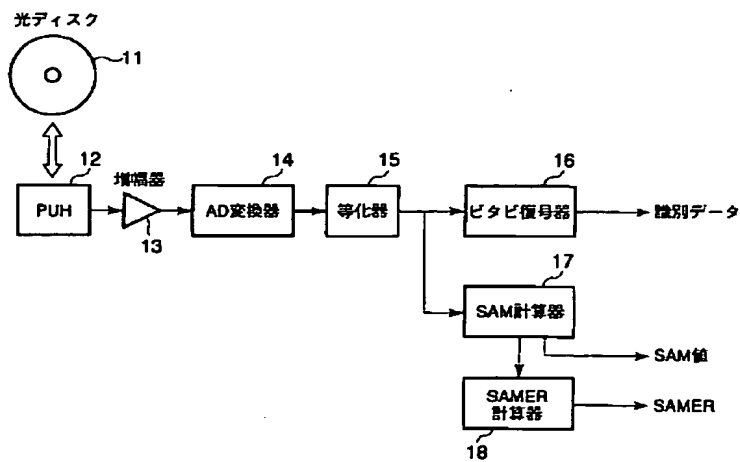 光ディスク
11
12
PUH
増幅器
13
14
AD変換器
15
等化器
16
ビタビ復号器
識別データ
17
SAM計算器
SAM値
SAMER
計算器
18
SAMER